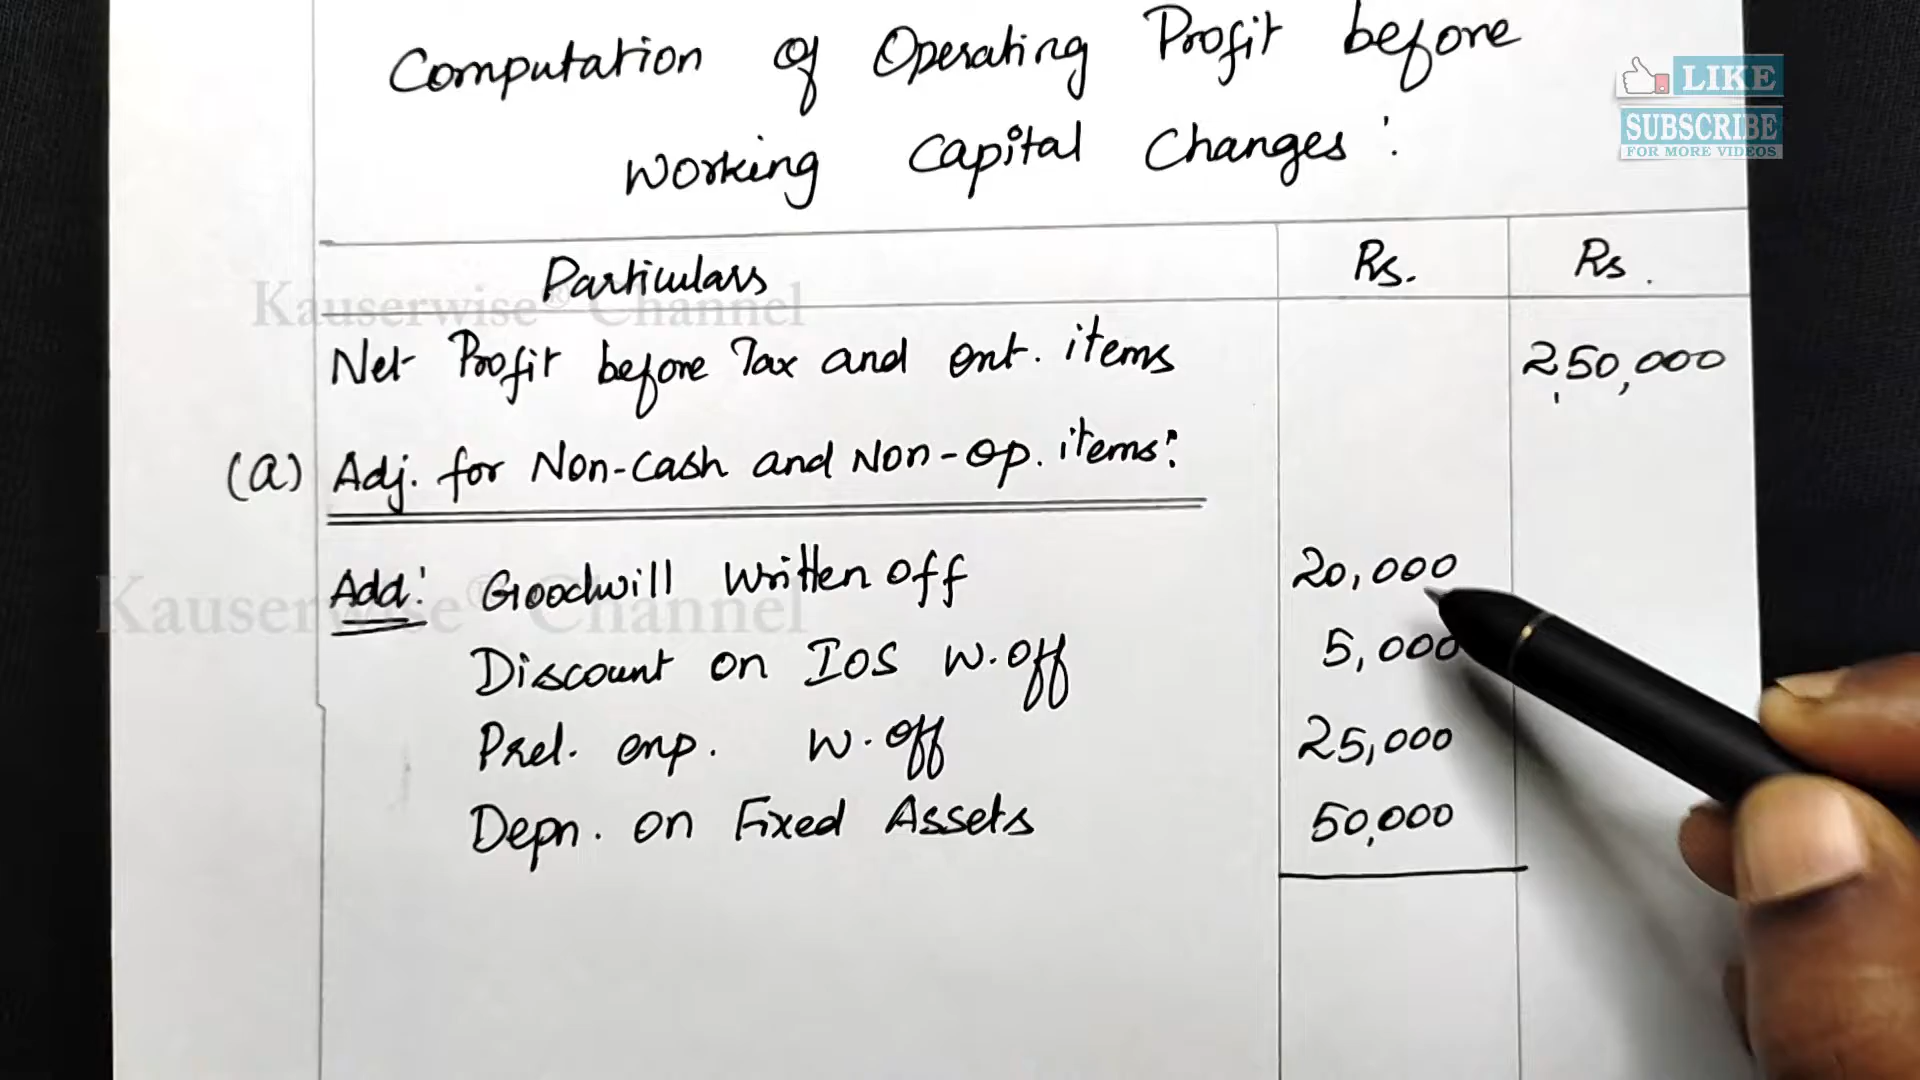 Computation of Operating Profit before
Working Capital Changes:
LIKE
SUBSCRIBE
FOR MORE VIDEOS
Particulars Rs. Rs.
Kauserwise® Channel
Net Profit before Tax and ent. items 2,50,000
(a) Adj. for Non-Cash and Non-op. items:
Add: Goodwill Written off 20,000
Kauserwise® Channel
Discount on IOS W.off 5,000
Prel. enp. W.off 25,000
Depn. on Fixed Assets 50,000